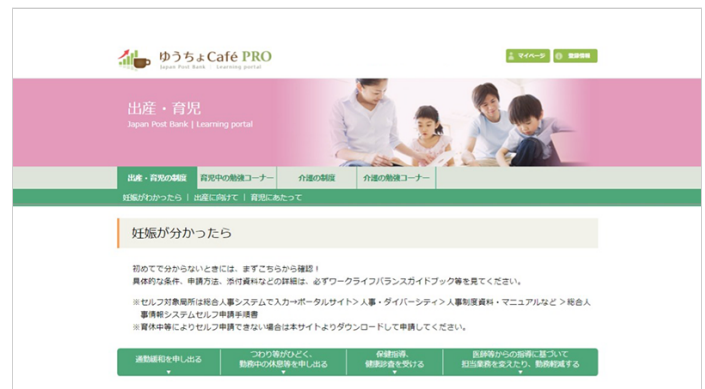 ゆうちょCafé PRO
Japan Post Bank Learning portal
マイページ
登録情報
出産・育児
Japan Post Bank | Learning portal
出産・育児の制度 育児中の勉強コーナー 介護の制度 介護の勉強コーナー
妊娠がわかったら | 出産に向けて | 育児にあたって
妊娠が分かったら
初めてで分からないときには、まずこちらから確認！
具体的な条件、申請方法、添付資料などの詳細は、必ずワークライフバランスガイドブック等を見てください。
※セルフ対象局所は総合人事システムで入力→ポータルサイト＞人事・ダイバーシティ＞人事制度資料・マニュアルなど＞総合人
事情報システムセルフ申請手順書
※育休中等によりセルフ申請できない場合は本サイトよりダウンロードして申請してください。
通勤緩和を申し出る
つわり等がひどく、
勤務中の休息等を申し出る
保健指導、
健康診査を受ける
医師等からの指導に基づいて
担当業務を変えたり、勤務軽減する